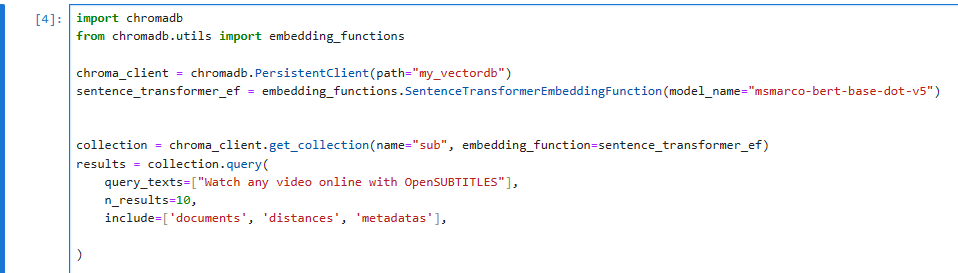 [4]: import chromadb
from chromadb.utils import embedding_functions

chroma_client = chromadb.PersistentClient(path="my_vectordb")
sentence_transformer_ef = embedding_functions.SentenceTransformerEmbeddingFunction(model_name="msmarco-bert-base-dot-v5")


collection = chroma_client.get_collection(name="sub", embedding_function=sentence_transformer_ef)
results = collection.query(
    query_texts=["Watch any video online with OpenSUBTITLES"],
    n_results=10,
    include=['documents', 'distances', 'metadatas'],

)